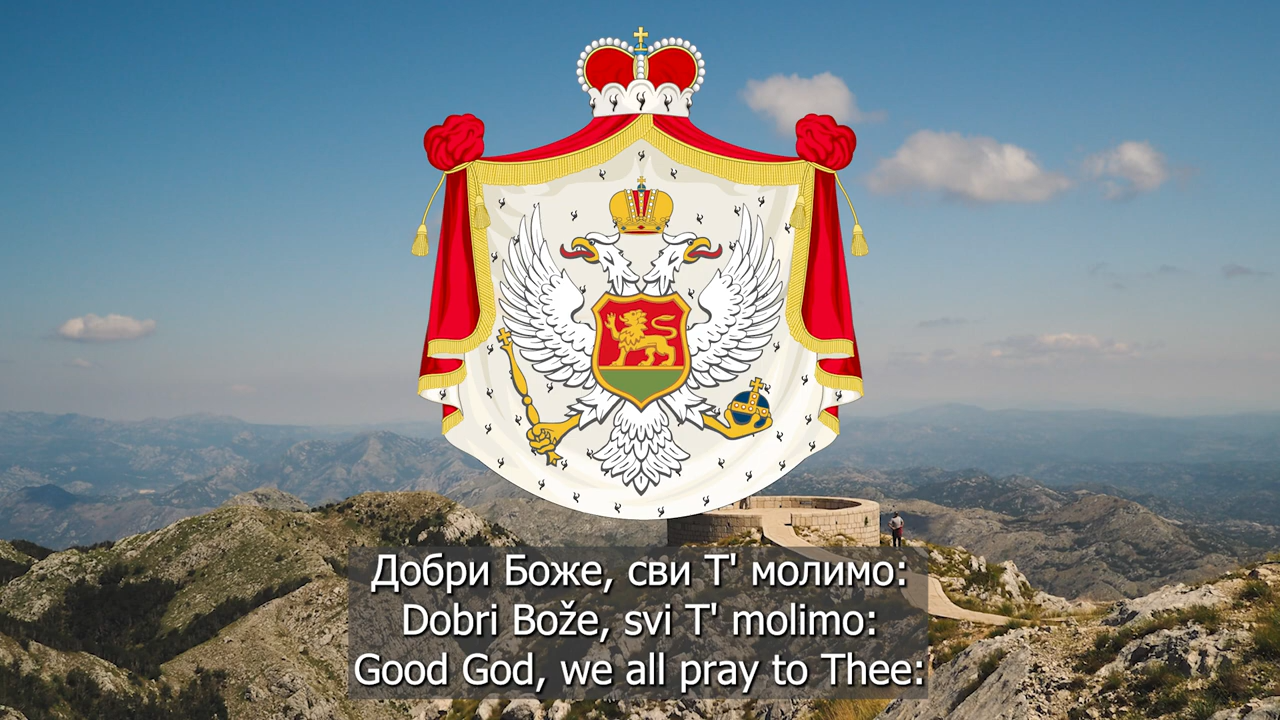 Добри Боже, сви Т' молимо:
Dobri Bože, svi T' molimo:
Good God, we all pray to Thee: